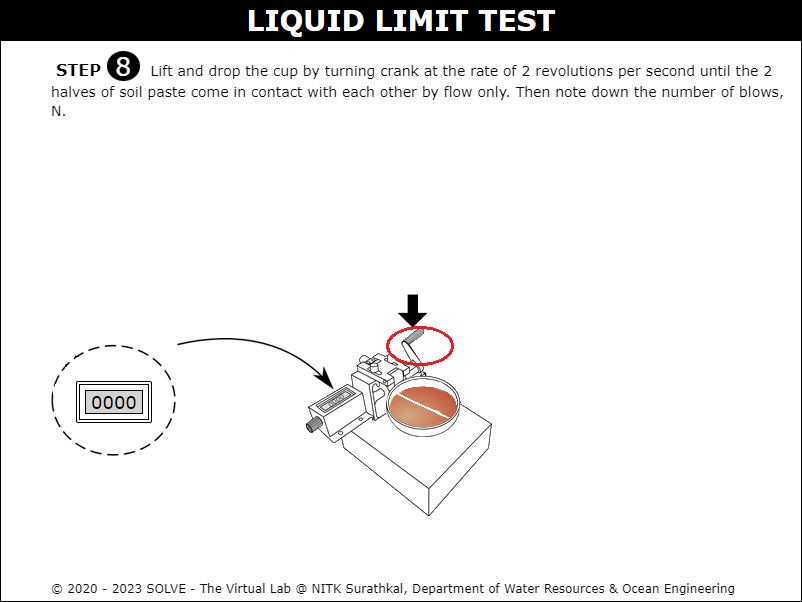 LIQUID LIMIT TEST
STEP 8 Lift and drop the cup by turning crank at the rate of 2 revolutions per second until the 2
halves of soil paste come in contact with each other by flow only. Then note down the number of blows,
N.
0000
© 2020 - 2023 SOLVE - The Virtual Lab @ NITK Surathkal, Department of Water Resources & Ocean Engineering